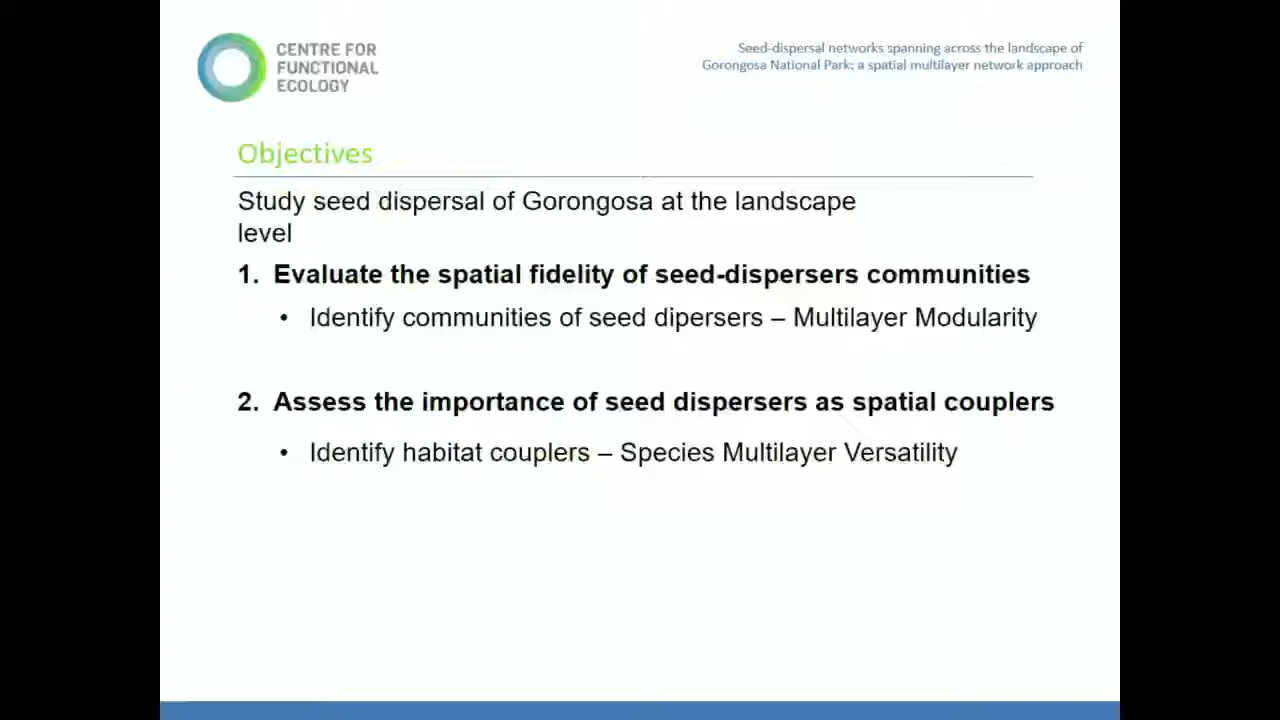 CENTRE FOR
FUNCTIONAL
ECOLOGY
Seed-dispersal networks spanning across the landscape of
Gorongosa National Park: a spatial multilayer network approach
Objectives
Study seed dispersal of Gorongosa at the landscape
level
1. Evaluate the spatial fidelity of seed-dispersers communities
• Identify communities of seed dipersers – Multilayer Modularity
2. Assess the importance of seed dispersers as spatial couplers
• Identify habitat couplers – Species Multilayer Versatility